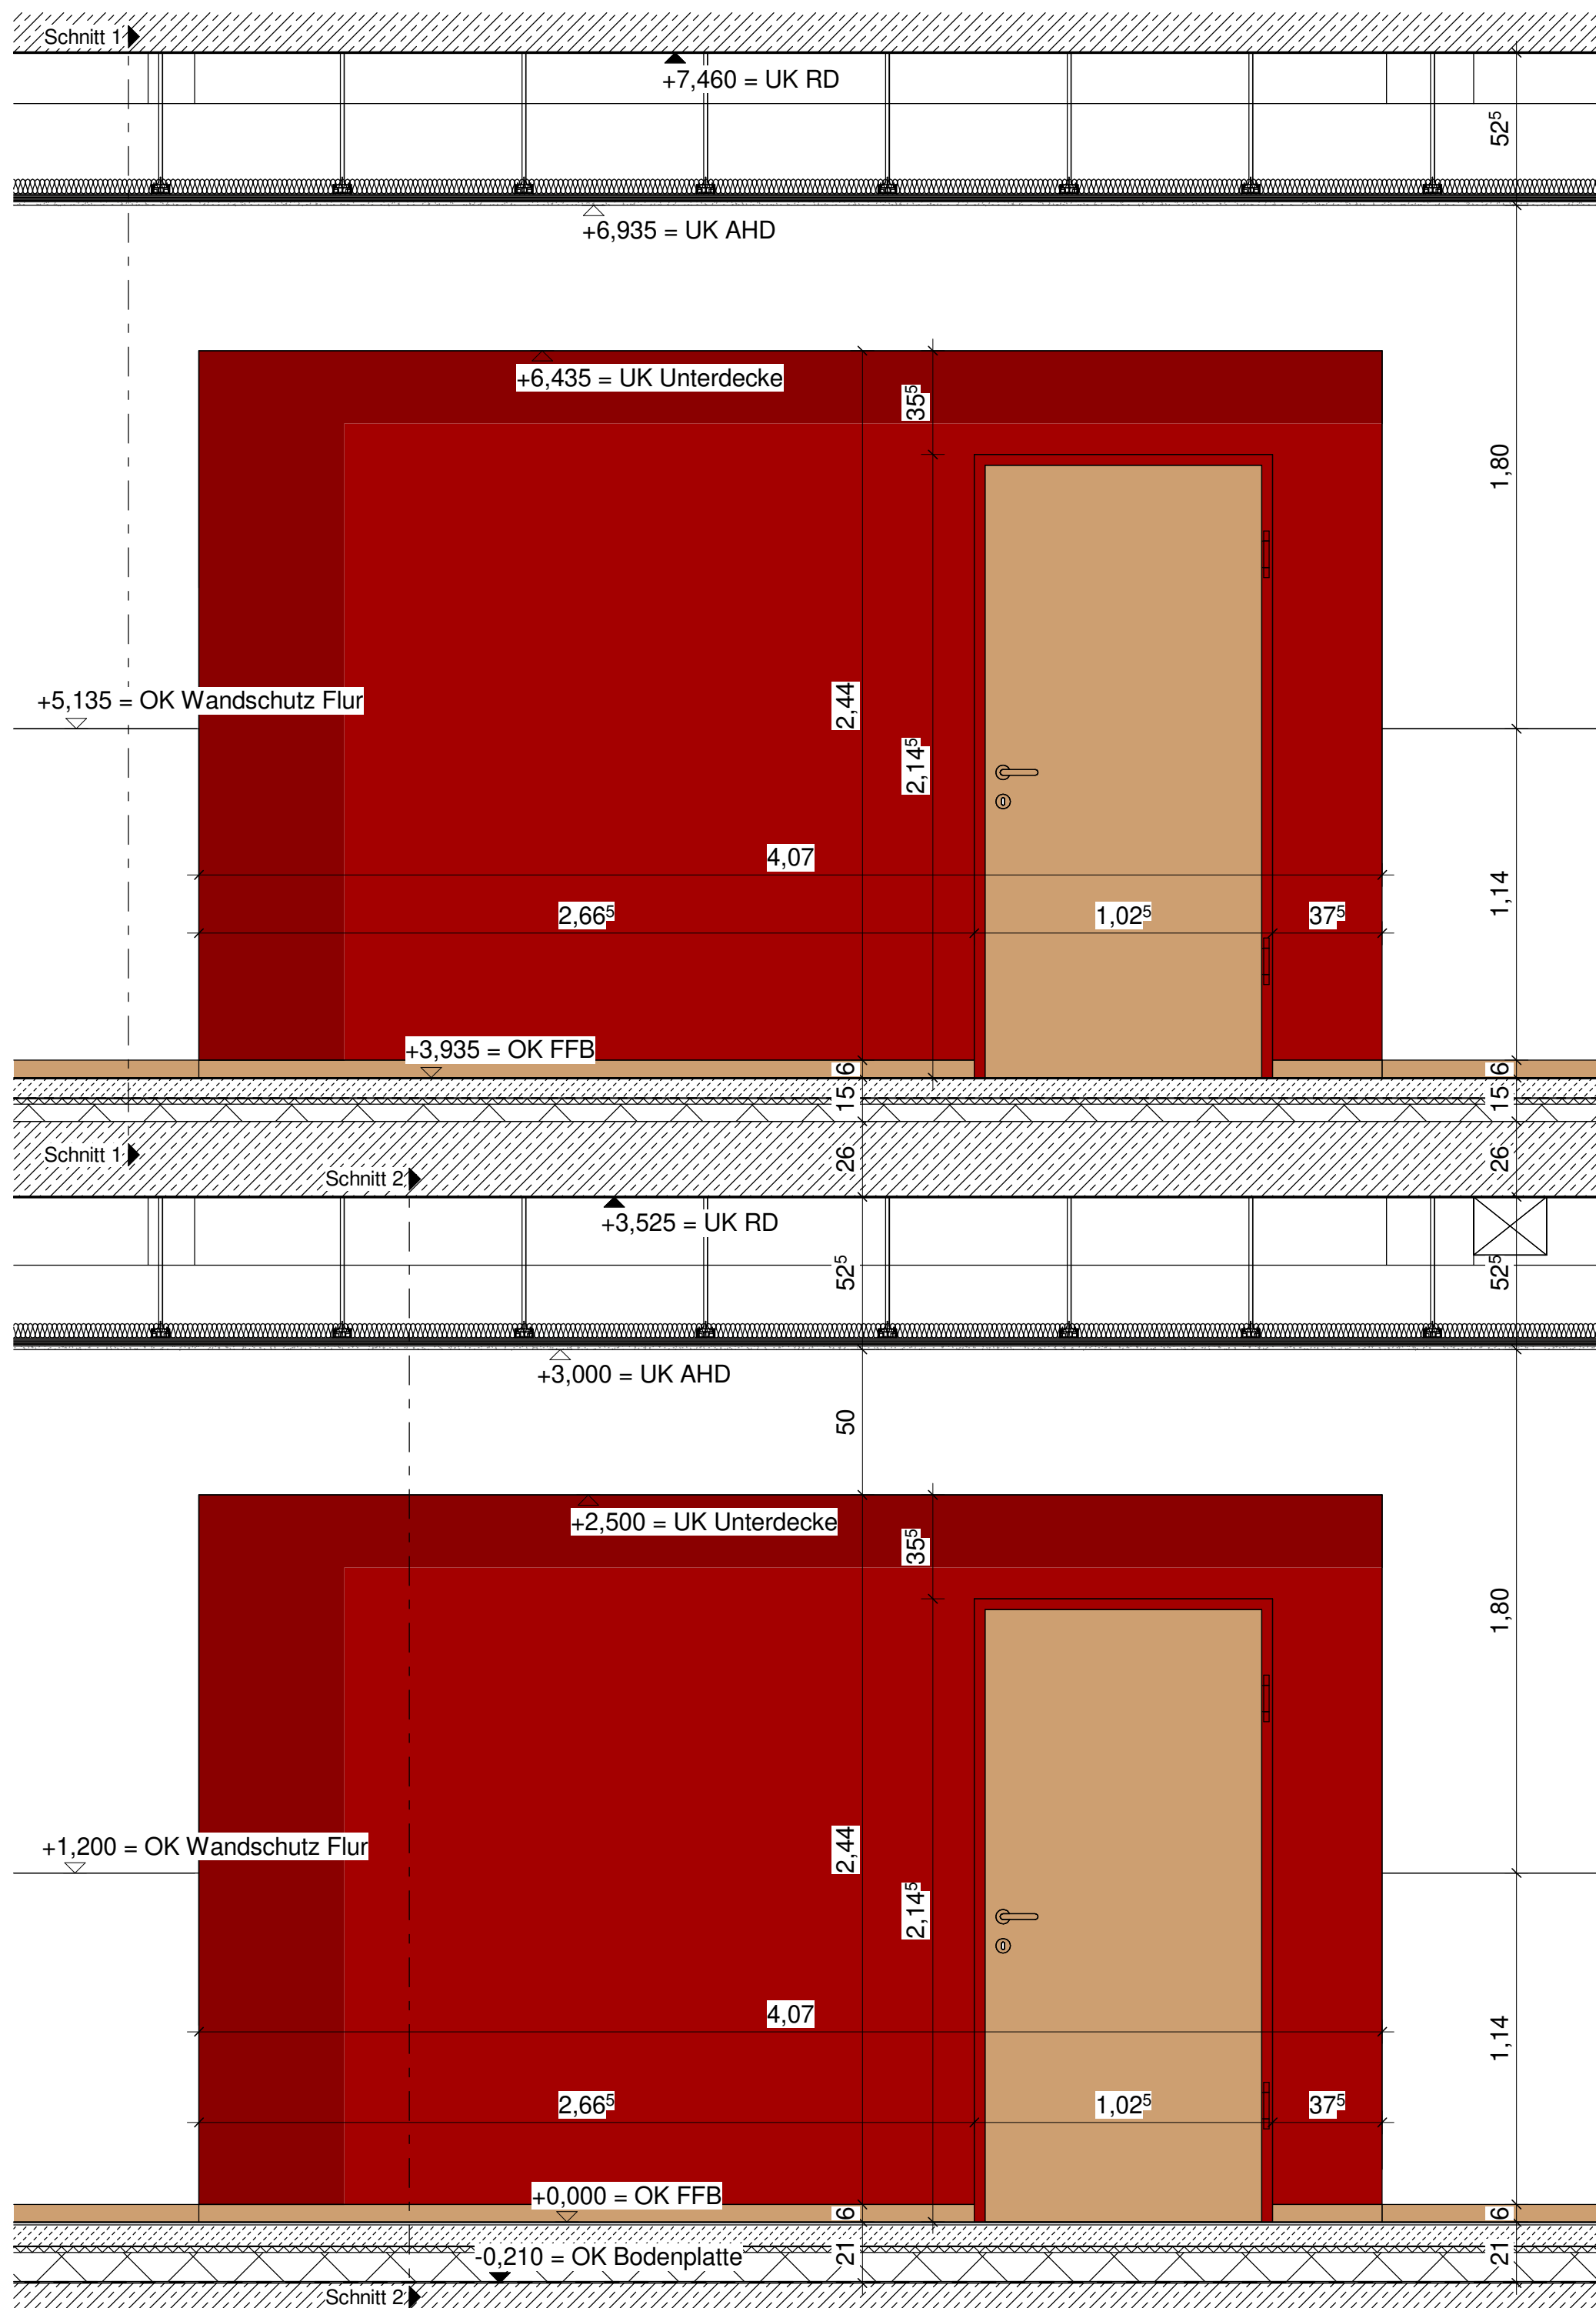 Schnitt 1
+7,460 = UK RD
52⁵
+6,935 = UK AHD
+6,435 = UK Unterdecke
35⁵
1,80
+5,135 = OK Wandschutz Flur
2,44
2,14⁵
4,07
1,14
2,66⁵
1,02⁵
37⁵
+3,935 = OK FFB
6
6
15
15
Schnitt 1
26
26
Schnitt 2
+3,525 = UK RD
52⁵
52⁵
+3,000 = UK AHD
50
+2,500 = UK Unterdecke
35⁵
1,80
+1,200 = OK Wandschutz Flur
2,44
2,14⁵
4,07
1,14
2,66⁵
1,02⁵
37⁵
+0,000 = OK FFB
6
6
-0,210 = OK Bodenplatte
21
21
Schnitt 2